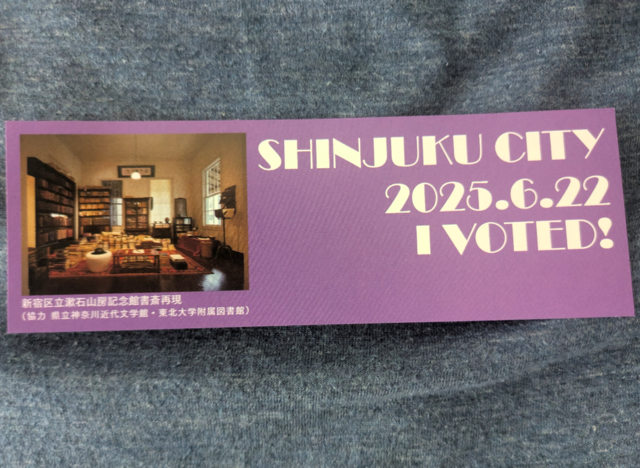 SHINJUKU CITY
2025.6.22
I VOTED!
新宿区立漱石山房記念館書斎再現
（協力 県立神奈川近代文学館・東北大学附属図書館）